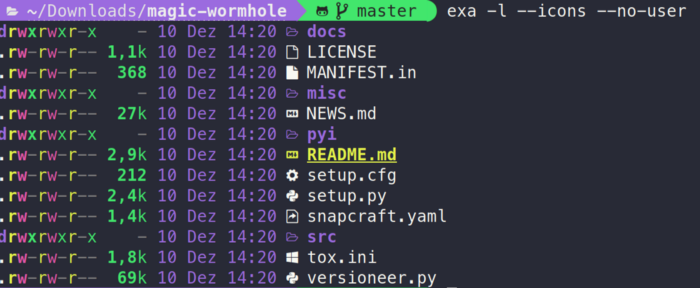 ~/Downloads/magic-wormhole master exa -l --icons --no-user
drwxrwxr-x - 10 Dez 14:20 docs
.rw-rw-r-- 1,1k 10 Dez 14:20 LICENSE
.rw-rw-r-- 368 10 Dez 14:20 MANIFEST.in
drwxrwxr-x - 10 Dez 14:20 misc
.rw-rw-r-- 27k 10 Dez 14:20 NEWS.md
drwxrwxr-x - 10 Dez 14:20 pyi
.rw-rw-r-- 2,9k 10 Dez 14:20 README.md
.rw-rw-r-- 212 10 Dez 14:20 setup.cfg
.rw-rw-r-- 2,4k 10 Dez 14:20 setup.py
.rw-rw-r-- 1,4k 10 Dez 14:20 snapcraft.yaml
drwxrwxr-x - 10 Dez 14:20 src
.rw-rw-r-- 1,8k 10 Dez 14:20 tox.ini
.rw-rw-r-- 69k 10 Dez 14:20 versioneer.py